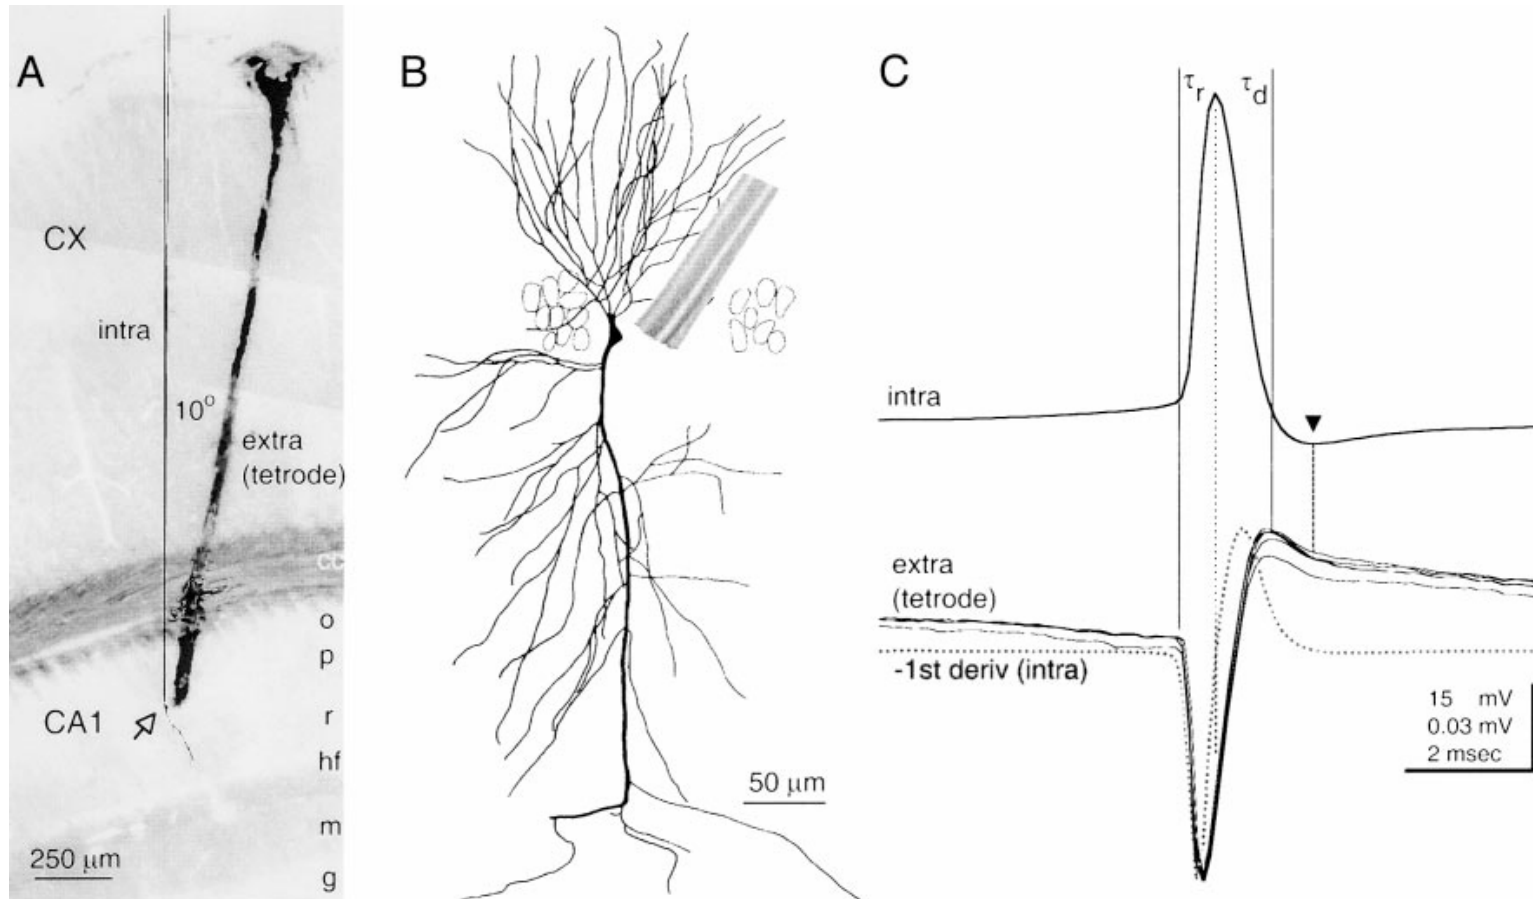 A
CX
intra
10°
extra
(tetrode)
cc
o
p
CA1
r
hf
m
g
250 μm
B
50 μm
C
τr
τd
intra
extra
(tetrode)
-1st deriv (intra)
15 mV
0.03 mV
2 msec